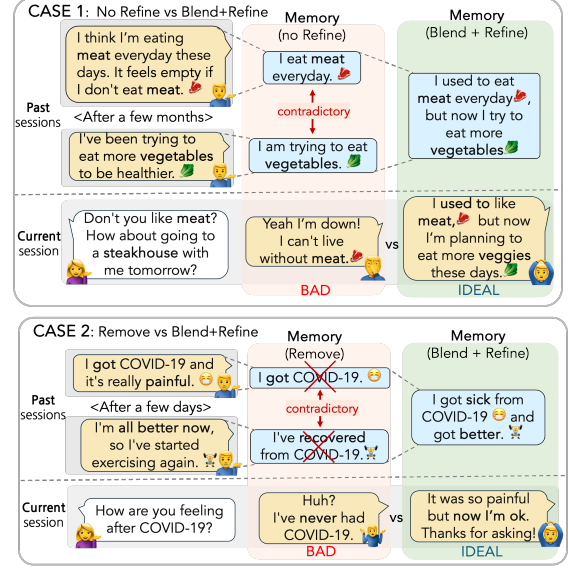 CASE 1: No Refine vs Blend+Refine
Memory
(no Refine)
Memory
(Blend + Refine)
Past
sessions
I think I'm eating
meat everyday these
days. It feels empty if
I don't eat meat.
<After a few months>
I've been trying to
eat more vegetables
to be healthier.
I eat meat
everyday.
contradictory
I am trying to eat
vegetables.
I used to eat
meat everyday,
but now I try to
eat more
vegetables
Current
session
Don't you like meat?
How about going to
a steakhouse with
me tomorrow?
Yeah I'm down!
I can't live
without meat.
BAD
vs
I used to like
meat, but now
I'm planning to
eat more veggies
these days.
IDEAL
CASE 2: Remove vs Blend+Refine
Memory
(Remove)
Memory
(Blend + Refine)
Past
sessions
I got COVID-19 and
it's really painful.
<After a few days>
I'm all better now,
so I've started
exercising again.
I got COVID-19.
contradictory
I've recovered
from COVID-19.
I got sick from
COVID-19 and
got better.
Current
session
How are you feeling
after COVID-19?
Huh?
I've never had
COVID-19.
BAD
vs
It was so painful
but now I'm ok.
Thanks for asking!
IDEAL